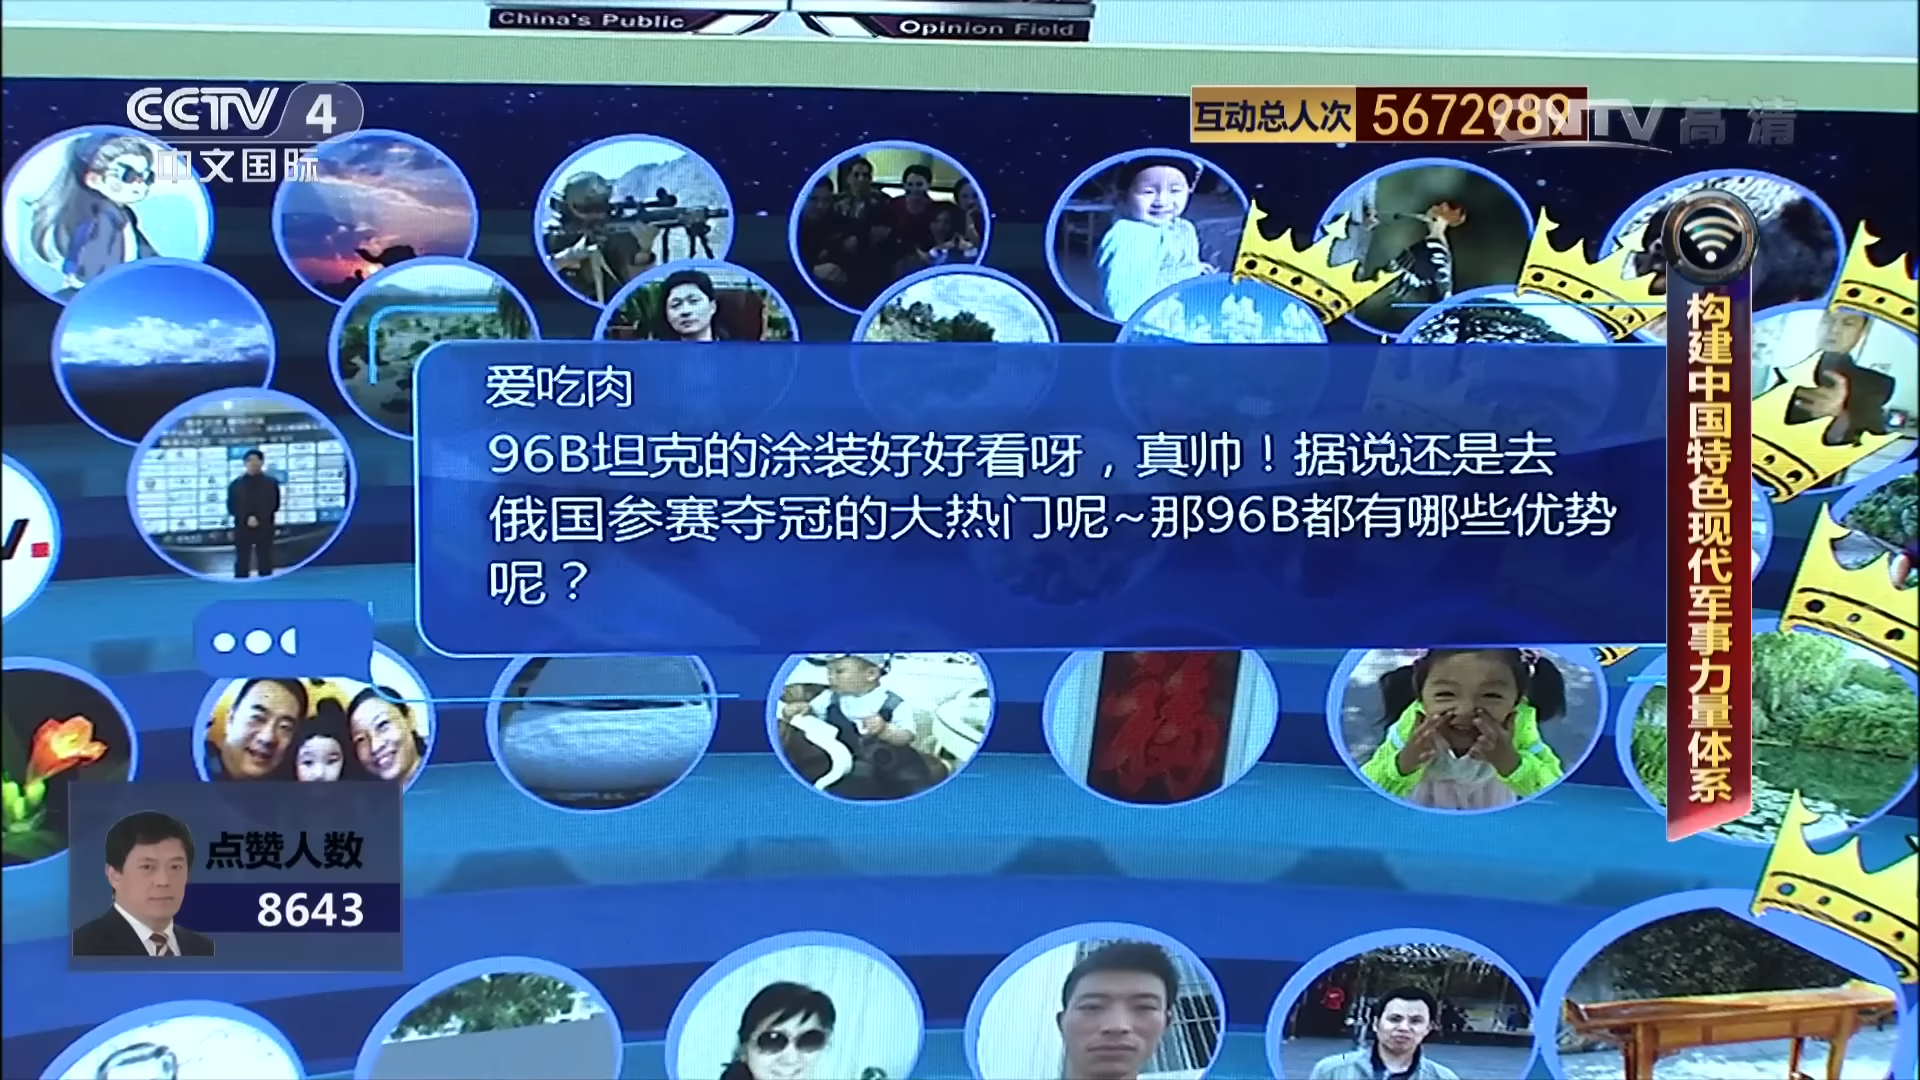 China's Public
Opinion Field
CCTV 4
中文国际
互动总人次 5672989
高清
爱吃肉
96B坦克的涂装好好看呀，真帅！据说还是去
俄国参赛夺冠的大热门呢~那96B都有哪些优势
呢？
构建中国特色现代军事力量体系
点赞人数
8643